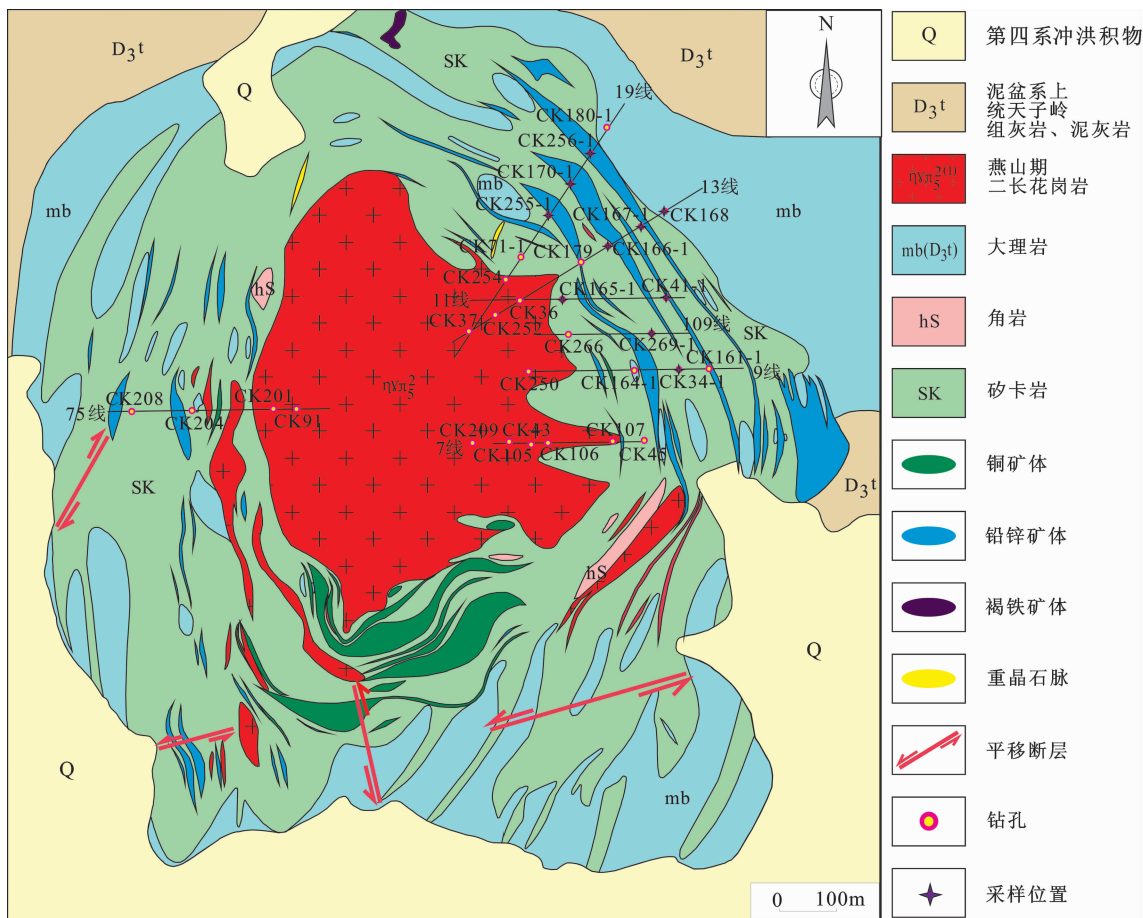 D₃t
SK
D₃t
N
Q
19线
CK180-1
CK256-1
mb
CK170-1
mb
13线
CK255-1
CK167-1
CK168
mb
CK71-1
CK179
CK166-1
CK254
hS
CK165-1
CK41-1
11线
CK36
CK37
CK252
109线
SK
CK266
CK269-1
CK161-1
CK250
CK164-1
CK34-1
9线
ηγπ₅²
CK208
CK201
75线
CK204
CK91
CK209
CK43
CK107
7线
CK105
CK106
CK45
SK
D₃t
hS
Q
Q
mb
0 100m
Q 第四系冲洪积物
D₃t 泥盆系上
统天子岭
组灰岩、泥灰岩
ηγπ₅²⁽¹⁾ 燕山期
二长花岗岩
mb(D₃t) 大理岩
hS 角岩
SK 矽卡岩
铜矿体
铅锌矿体
褐铁矿体
重晶石脉
平移断层
钻孔
采样位置